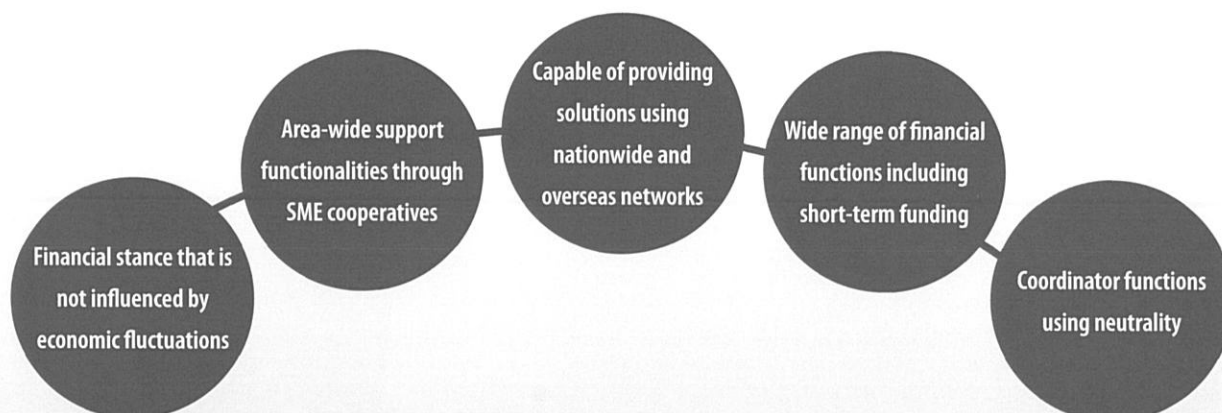 Financial stance that is
not influenced by
economic fluctuations
Area-wide support
functionalities through
SME cooperatives
Capable of providing
solutions using
nationwide and
overseas networks
Wide range of financial
functions including
short-term funding
Coordinator functions
using neutrality